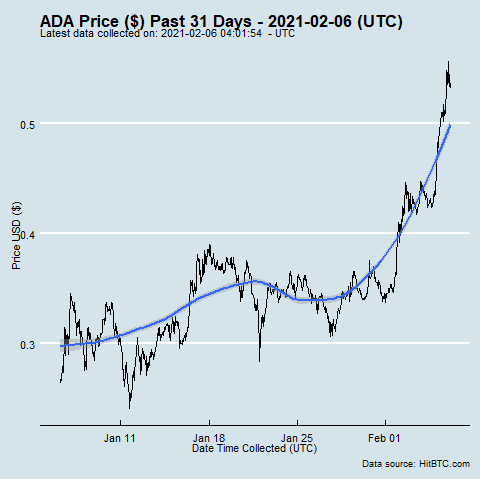 ADA Price ($) Past 31 Days - 2021-02-06 (UTC)
Latest data collected on: 2021-02-06 04:01:54 - UTC
0.5
0.4
0.3
Price USD ($)
Jan 11
Jan 18
Jan 25
Feb 01
Date Time Collected (UTC)
Data source: HitBTC.com